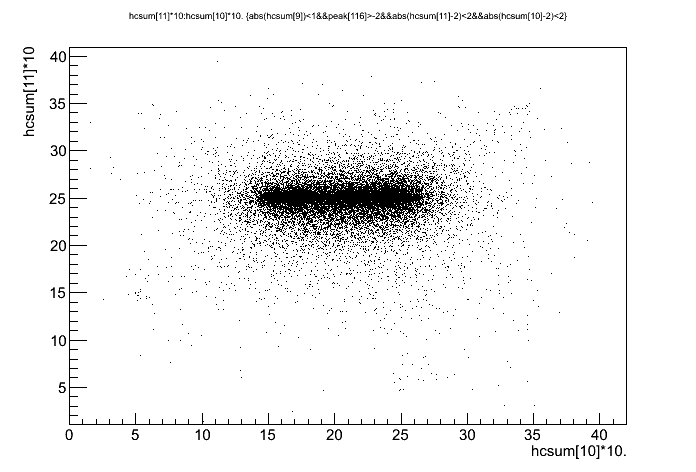 hcsum[11]*10:hcsum[10]*10. {abs(hcsum[9])<1&&peak[116]>-2&&abs(hcsum[11]-2)<2&&abs(hcsum[10]-2)<2}
hcsum[11]*10
40
35
30
25
20
15
10
5
0 5 10 15 20 25 30 35 40
hcsum[10]*10.